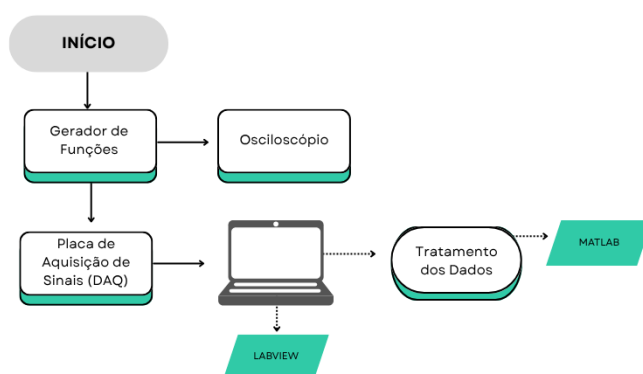 INÍCIO
Gerador de
Funções
Osciloscópio
Placa de
Aquisição de
Sinais (DAQ)
Tratamento
dos Dados
MATLAB
LABVIEW